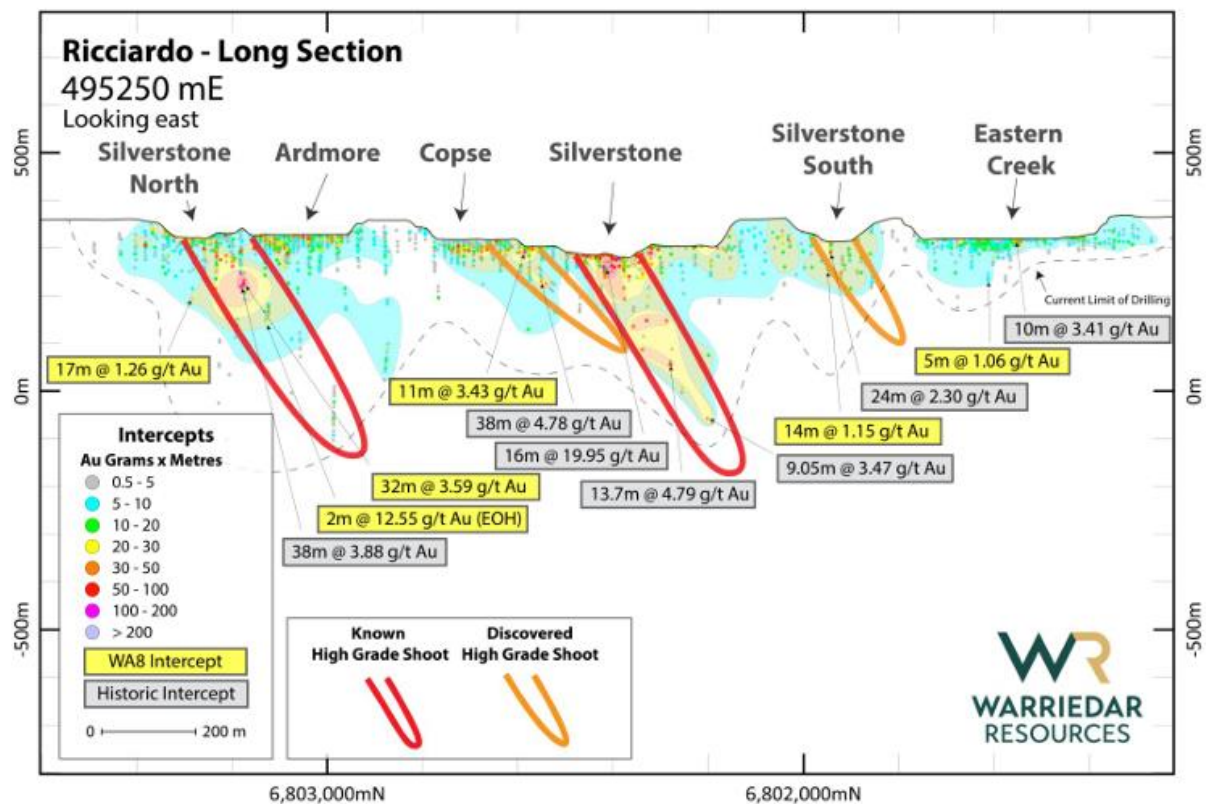 Ricciardo - Long Section
495250 mE
Looking east
Silverstone
North
Ardmore
Copse
Silverstone
Silverstone
South
Eastern
Creek
500m
0m
-500m
500m
0m
-500m
Current Limit of Drilling
17m @ 1.26 g/t Au
11m @ 3.43 g/t Au
38m @ 4.78 g/t Au
16m @ 19.95 g/t Au
13.7m @ 4.79 g/t Au
32m @ 3.59 g/t Au
2m @ 12.55 g/t Au (EOH)
38m @ 3.88 g/t Au
10m @ 3.41 g/t Au
5m @ 1.06 g/t Au
24m @ 2.30 g/t Au
14m @ 1.15 g/t Au
9.05m @ 3.47 g/t Au
Intercepts
Au Grams x Metres
0.5 - 5
5 - 10
10 - 20
20 - 30
30 - 50
50 - 100
100 - 200
> 200
WA8 Intercept
Historic Intercept
0 200 m
Known
High Grade Shoot
Discovered
High Grade Shoot
WR
WARRIEDAR
RESOURCES
6,803,000mN
6,802,000mN